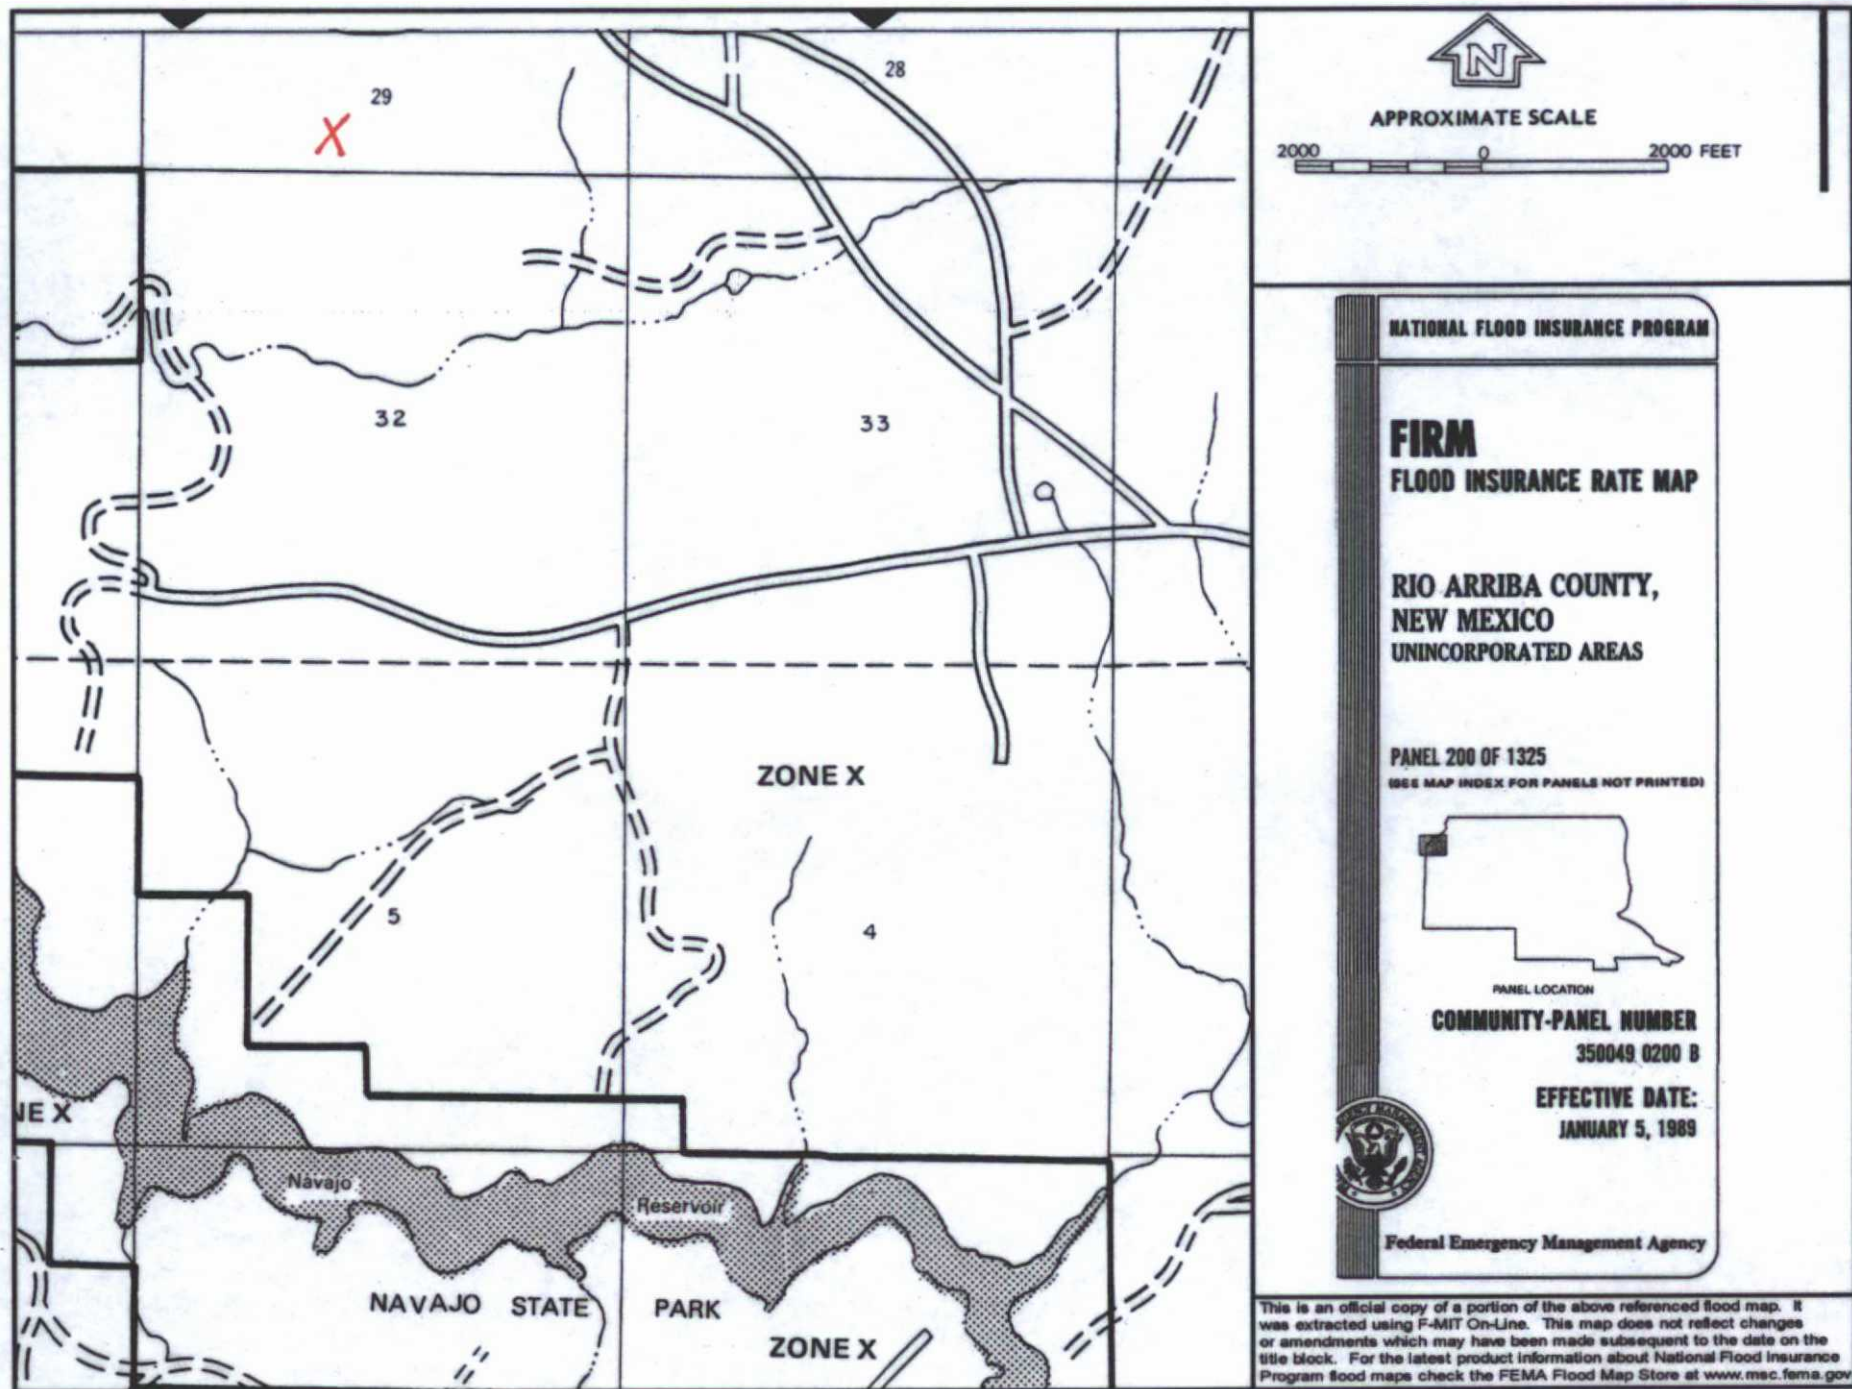 29
28
X
32
33
ZONE X
5
4
NE X
Navajo
Reservoir
NAVAJO STATE PARK
ZONE X
N
APPROXIMATE SCALE
2000 0 2000 FEET
NATIONAL FLOOD INSURANCE PROGRAM
FIRM
FLOOD INSURANCE RATE MAP
RIO ARRIBA COUNTY,
NEW MEXICO
UNINCORPORATED AREAS
PANEL 200 OF 1325
(SEE MAP INDEX FOR PANELS NOT PRINTED)
PANEL LOCATION
COMMUNITY-PANEL NUMBER
350049 0200 B
EFFECTIVE DATE:
JANUARY 5, 1989
Federal Emergency Management Agency
This is an official copy of a portion of the above referenced flood map. It
was extracted using F-MIT On-Line. This map does not reflect changes
or amendments which may have been made subsequent to the date on the
title block. For the latest product information about National Flood Insurance
Program flood maps check the FEMA Flood Map Store at www.msc.fema.gov